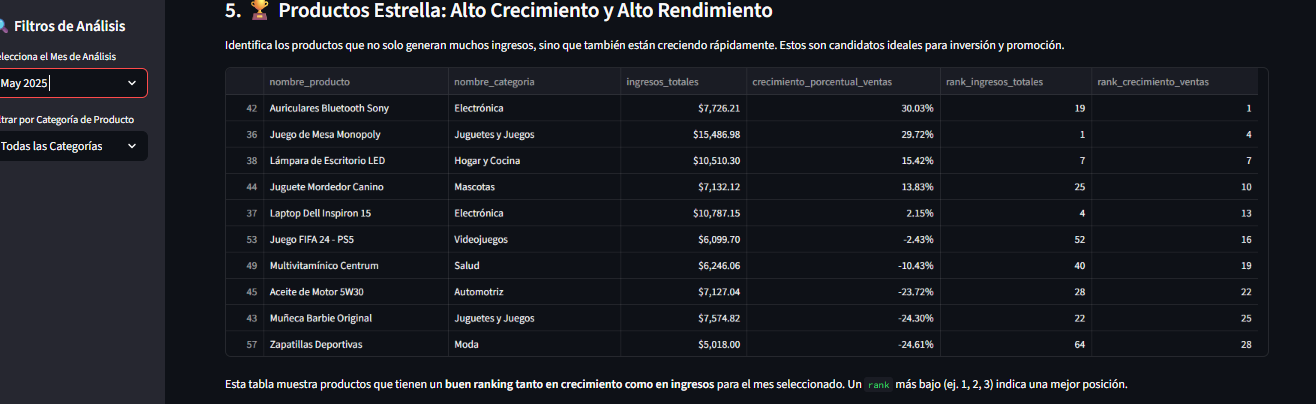 Filtros de Análisis
elecciona el Mes de Análisis
May 2025
ltrar por Categoría de Producto
Todas las Categorías
5. 🏆 Productos Estrella: Alto Crecimiento y Alto Rendimiento
Identifica los productos que no solo generan muchos ingresos, sino que también están creciendo rápidamente. Estos son candidatos ideales para inversión y promoción.
nombre_producto nombre_categoria ingresos_totales crecimiento_porcentual_ventas rank_ingresos_totales rank_crecimiento_ventas
42 Auriculares Bluetooth Sony Electrónica $7,726.21 30.03% 19 1
36 Juego de Mesa Monopoly Juguetes y Juegos $15,486.98 29.72% 1 4
38 Lámpara de Escritorio LED Hogar y Cocina $10,510.30 15.42% 7 7
44 Juguete Mordedor Canino Mascotas $7,132.12 13.83% 25 10
37 Laptop Dell Inspiron 15 Electrónica $10,787.15 2.15% 4 13
53 Juego FIFA 24 - PS5 Videojuegos $6,099.70 -2.43% 52 16
49 Multivitamínico Centrum Salud $6,246.06 -10.43% 40 19
45 Aceite de Motor 5W30 Automotriz $7,127.04 -23.72% 28 22
43 Muñeca Barbie Original Juguetes y Juegos $7,574.82 -24.30% 22 25
57 Zapatillas Deportivas Moda $5,018.00 -24.61% 64 28
Esta tabla muestra productos que tienen un buen ranking tanto en crecimiento como en ingresos para el mes seleccionado. Un rank más bajo (ej. 1, 2, 3) indica una mejor posición.